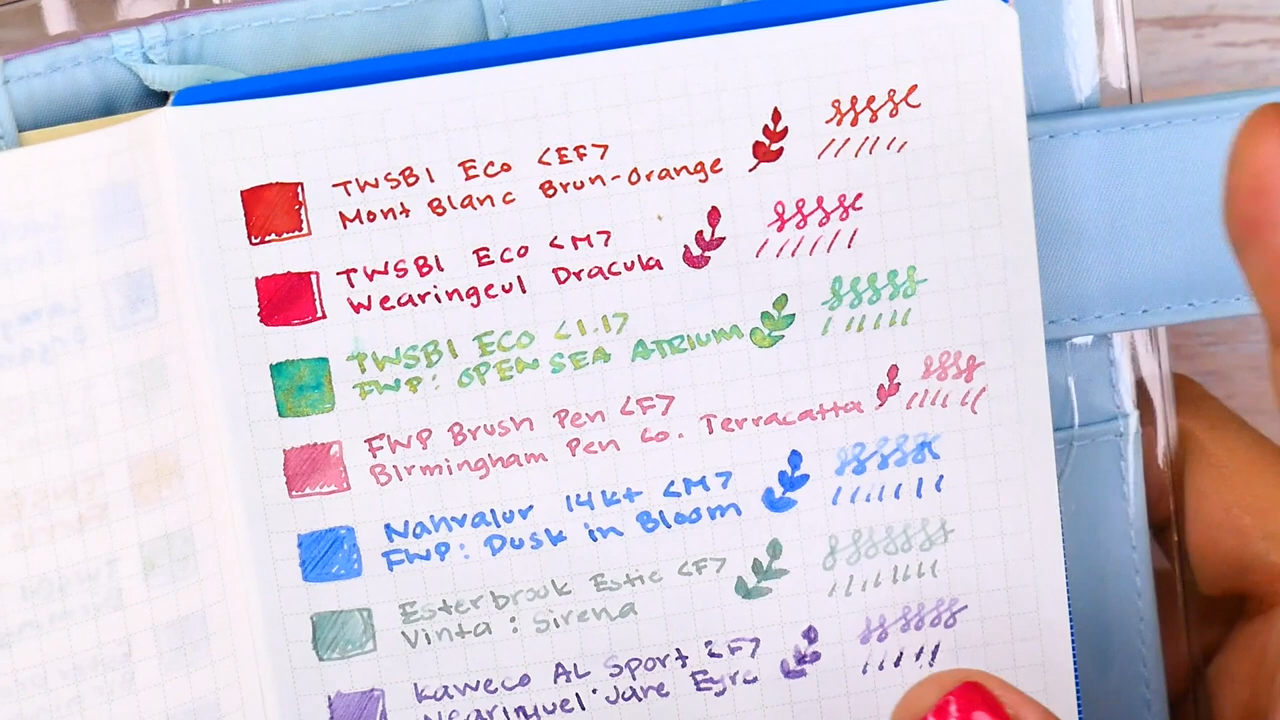 TWSBI Eco <EF>
Mont Blanc Brun-Orange
TWSBI Eco <M>
Wearingeul Dracula
TWSBI ECO <1.1>
FWP: OPEN SEA ATRIUM
FWP Brush Pen <F>
Birmingham Pen Co. Terracatta
Nahvalur 14kt <M>
FWP: Dusk in Bloom
Esterbrook Estie <F>
Vinta: Sirena
Kaweco AL Sport <F>
Jane Eyre